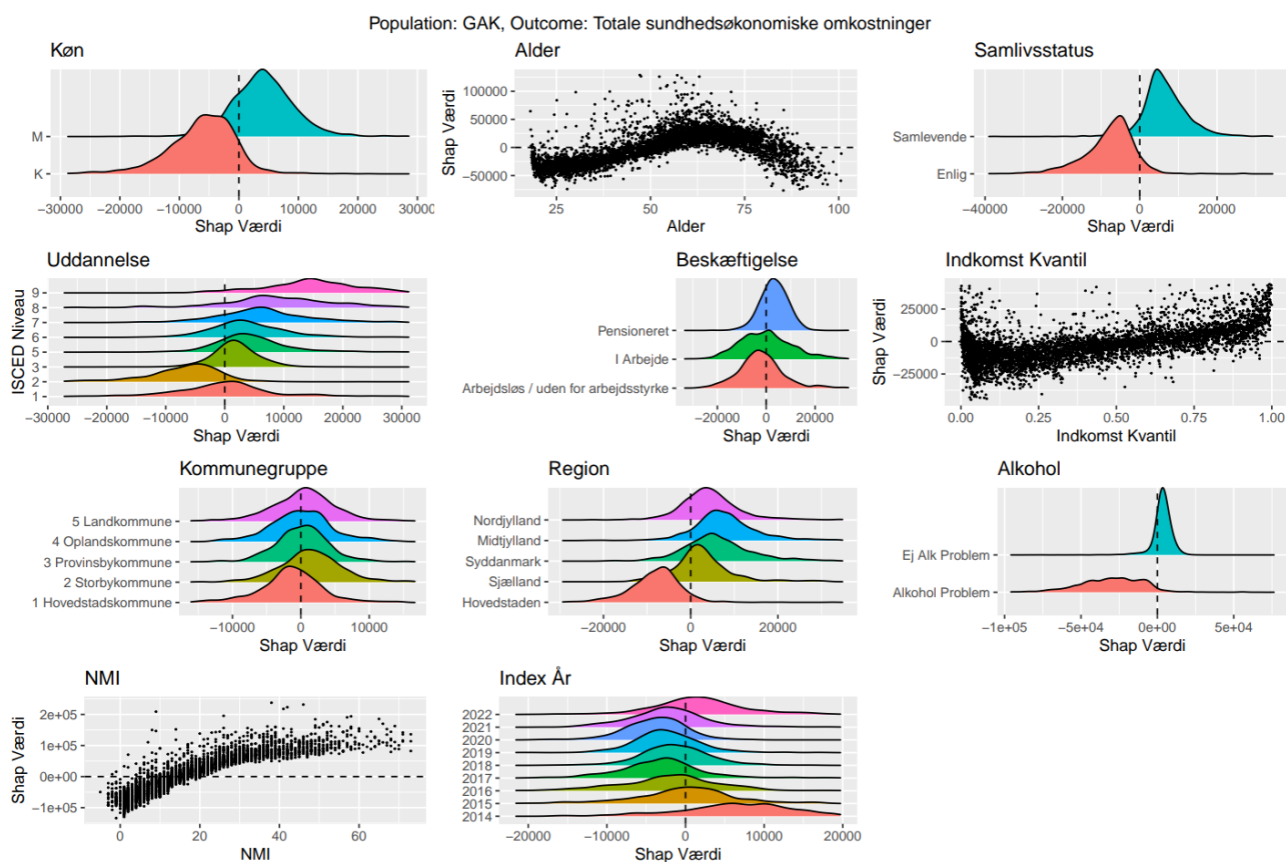 Population: GAK, Outcome: Totale sundhedsøkonomiske omkostninger
Køn
M
K
−30000 −20000 −10000 0 10000 20000 30000
Shap Værdi
Alder
Shap Værdi
100000
50000
0
−50000
25 50 75 100
Alder
Samlivsstatus
Samlevende
Enlig
−40000 −20000 0 20000
Shap Værdi
Uddannelse
ISCED Niveau
9
8
7
6
5
3
2
1
−30000 −20000 −10000 0 10000 20000 30000
Shap Værdi
Beskæftigelse
Pensioneret
I Arbejde
Arbejdsløs / uden for arbejdsstyrke
−20000 0 20000
Shap Værdi
Indkomst Kvantil
Shap Værdi
25000
0
−25000
0.00 0.25 0.50 0.75 1.00
Indkomst Kvantil
Kommunegruppe
5 Landkommune
4 Oplandskommune
3 Provinsbykommune
2 Storbykommune
1 Hovedstadskommune
−10000 0 10000
Shap Værdi
Region
Nordjylland
Midtjylland
Syddanmark
Sjælland
Hovedstaden
−20000 0 20000
Shap Værdi
Alkohol
Ej Alk Problem
Alkohol Problem
−1e+05 −5e+04 0e+00 5e+04
Shap Værdi
NMI
Shap Værdi
2e+05
1e+05
0e+00
−1e+05
0 20 40 60
NMI
Index År
2022
2021
2020
2019
2018
2017
2016
2015
2014
−20000 −10000 0 10000 20000
Shap Værdi